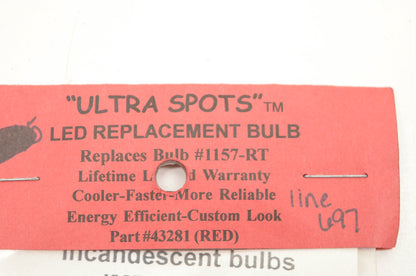 "ULTRA SPOTS"™
LED REPLACEMENT BULB
Replaces Bulb #1157-RT
Lifetime Warranty
Cooler-Faster-More Reliable
Energy Efficient-Custom Look
Part #43281 (RED)
line
697
incandescent bulbs